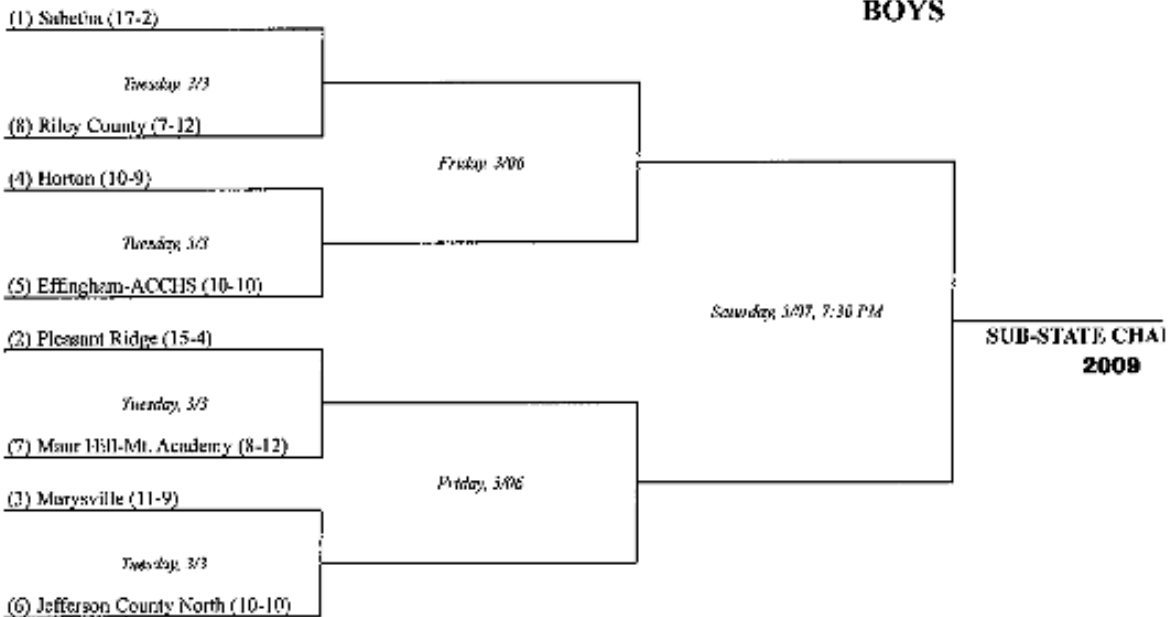 BOYS
(1) Sabetha (17-2)
Tuesday 3/3
(8) Riley County (7-12)
Friday, 3/06
(4) Horton (10-9)
Tuesday, 3/3
(5) Effingham-ACCHS (10-10)
Saturday, 3/07, 7:30 PM
(2) Pleasant Ridge (15-4)
SUB-STATE CHA
2009
Tuesday, 3/3
(7) Maur Hill-Mt. Academy (8-12)
Friday, 3/06
(3) Marysville (11-9)
Tuesday, 3/3
(6) Jefferson County North (10-10)